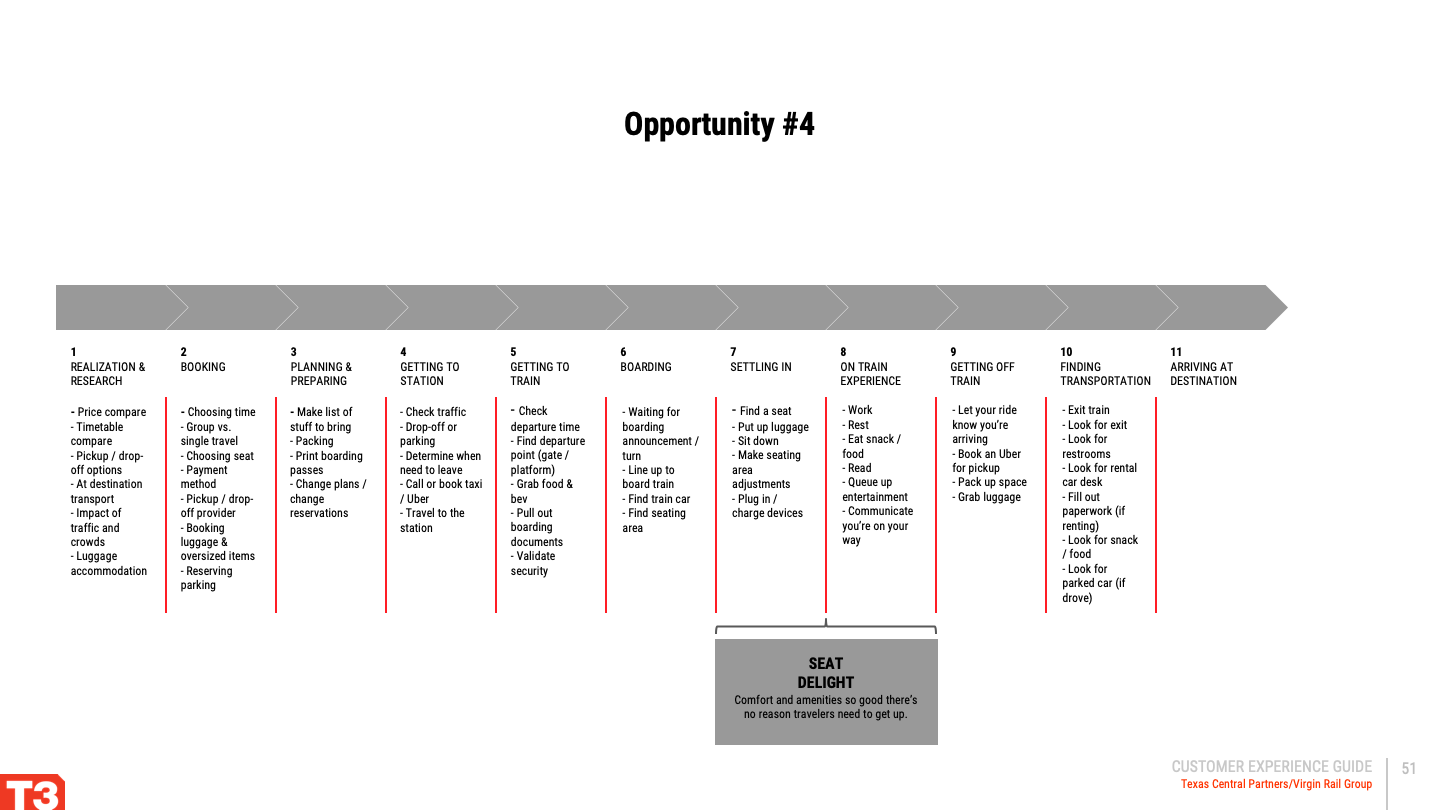 Opportunity #4
1
REALIZATION &
RESEARCH
- Price compare
- Timetable
compare
- Pickup / drop-
off options
- At destination
transport
- Impact of
traffic and
crowds
- Luggage
accommodation
2
BOOKING
- Choosing time
- Group vs.
single travel
- Choosing seat
- Payment
method
- Pickup / drop-
off provider
- Booking
luggage &
oversized items
- Reserving
parking
3
PLANNING &
PREPARING
- Make list of
stuff to bring
- Packing
- Print boarding
passes
- Change plans /
change
reservations
4
GETTING TO
STATION
- Check traffic
- Drop-off or
parking
- Determine when
need to leave
- Call or book taxi
/ Uber
- Travel to the
station
5
GETTING TO
TRAIN
- Check
departure time
- Find departure
point (gate /
platform)
- Grab food &
bev
- Pull out
boarding
documents
- Validate
security
6
BOARDING
- Waiting for
boarding
announcement /
turn
- Line up to
board train
- Find train car
- Find seating
area
7
SETTLING IN
- Find a seat
- Put up luggage
- Sit down
- Make seating
area
adjustments
- Plug in /
charge devices
8
ON TRAIN
EXPERIENCE
- Work
- Rest
- Eat snack /
food
- Read
- Queue up
entertainment
- Communicate
you’re on your
way
9
GETTING OFF
TRAIN
- Let your ride
know you’re
arriving
- Book an Uber
for pickup
- Pack up space
- Grab luggage
10
FINDING
TRANSPORTATION
- Exit train
- Look for exit
- Look for
restrooms
- Look for rental
car desk
- Fill out
paperwork (if
renting)
- Look for snack
/ food
- Look for
parked car (if
drove)
11
ARRIVING AT
DESTINATION
SEAT
DELIGHT
Comfort and amenities so good there’s
no reason travelers need to get up.
T3
CUSTOMER EXPERIENCE GUIDE
Texas Central Partners/Virgin Rail Group
51